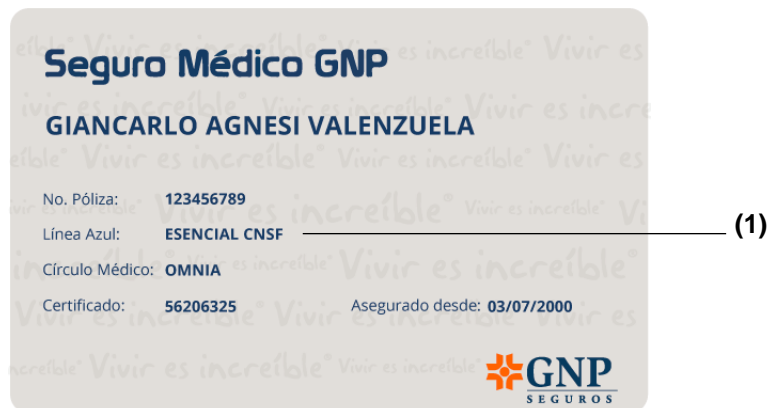 Seguro Médico GNP
GIANCARLO AGNESI VALENZUELA
No. Póliza: 123456789
Línea Azul: ESENCIAL CNSF (1)
Círculo Médico: OMNIA
Certificado: 56206325 Asegurado desde: 03/07/2000
GNP
SEGUROS